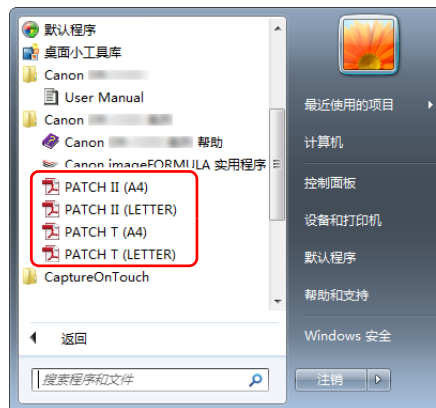 默认程序
桌面小工具库
Canon
User Manual
Canon
Canon 帮助
Canon imageFORMULA 实用程序
PATCH II (A4)
PATCH II (LETTER)
PATCH T (A4)
PATCH T (LETTER)
CaptureOnTouch
返回
搜索程序和文件
最近使用的项目
计算机
控制面板
设备和打印机
默认程序
帮助和支持
Windows 安全
注销